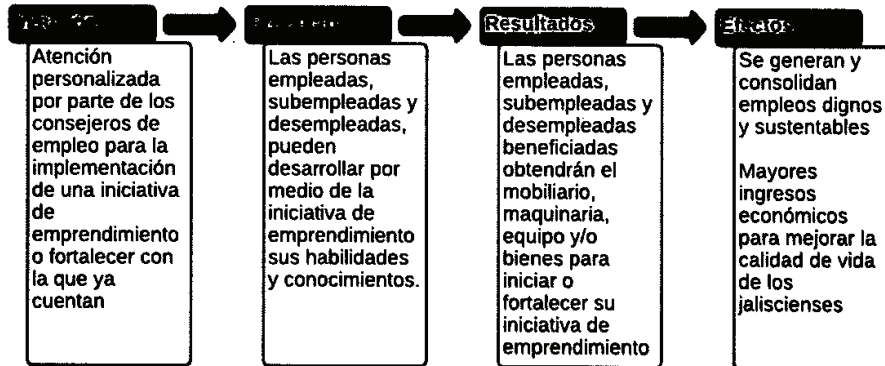 Resultados
Efectos
Atención
personalizada
por parte de los
consejeros de
empleo para la
implementación
de una iniciativa
de
emprendimiento
o fortalecer con
la que ya
cuentan
Las personas
empleadas,
subempleadas y
desempleadas,
pueden
desarrollar por
medio de la
iniciativa de
emprendimiento
sus habilidades
y conocimientos.
Las personas
empleadas,
subempleadas y
desempleadas
beneficiadas
obtendrán el
mobiliario,
maquinaria,
equipo y/o
bienes para
iniciar o
fortalecer su
iniciativa de
emprendimiento
Se generan y
consolidan
empleos dignos
y sustentables
Mayores
ingresos
económicos
para mejorar la
calidad de vida
de los
jaliscienses